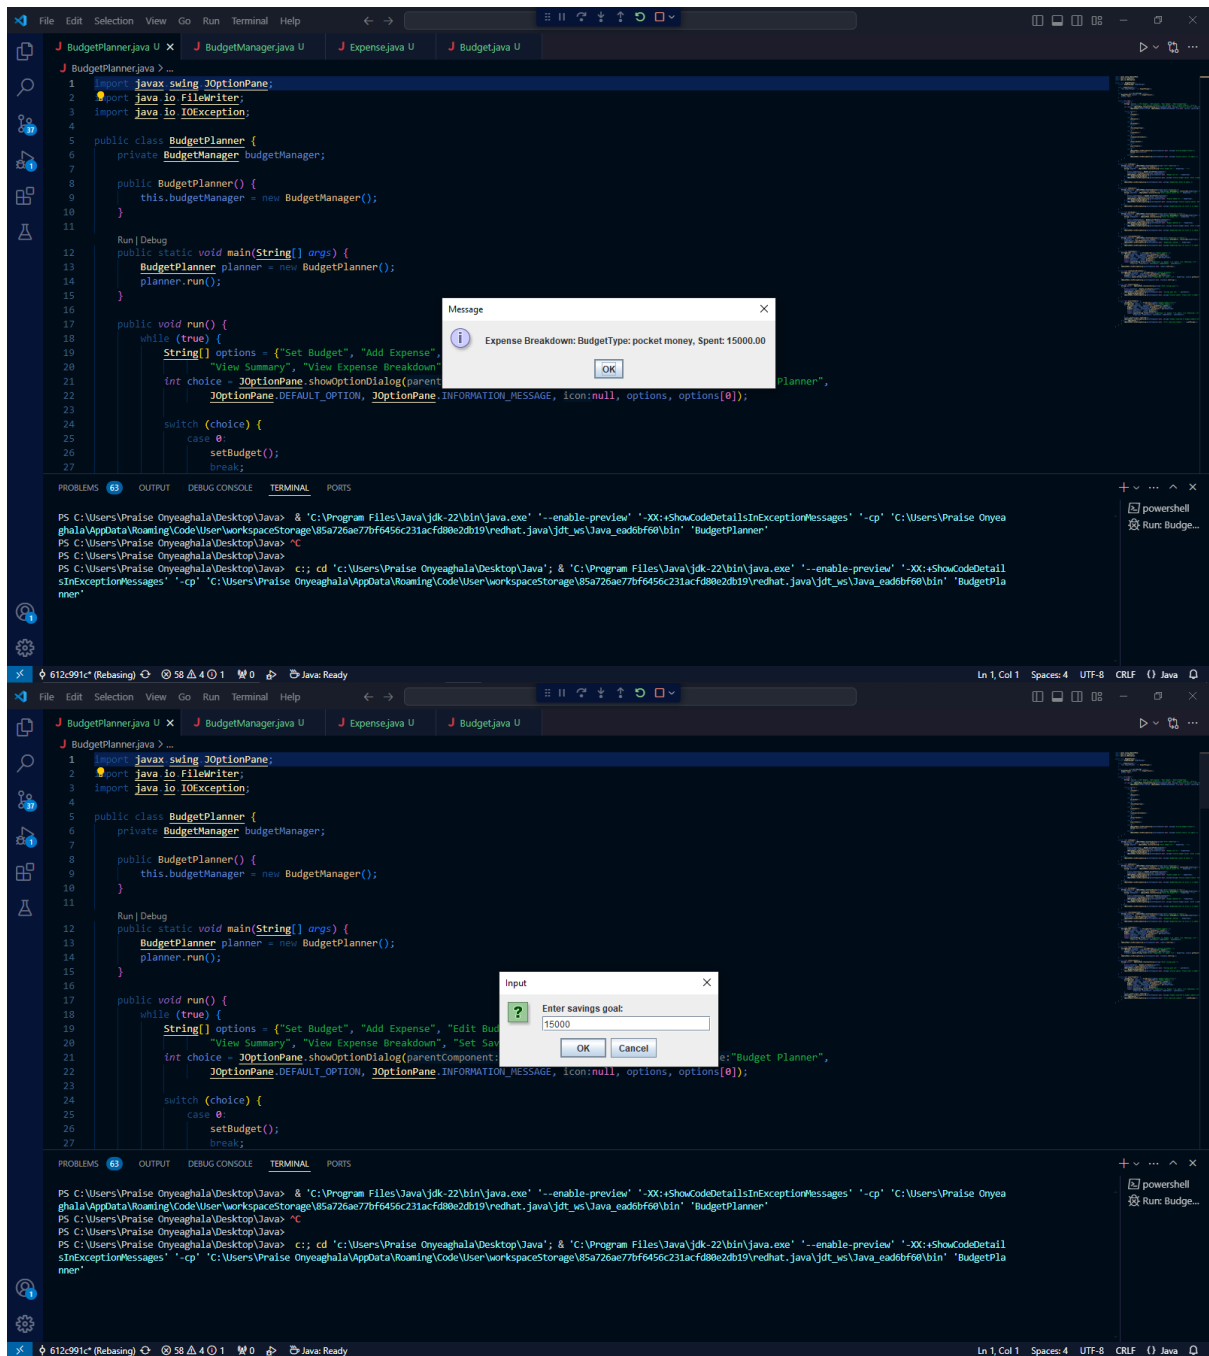 File Edit Selection View Go Run Terminal Help
J BudgetPlanner.java U × J BudgetManager.java U J Expense.java U J Budget.java U
J BudgetPlanner.java > ...
1 import javax.swing.JOptionPane;
2 import java.io.FileWriter;
3 import java.io.IOException;
4
5 public class BudgetPlanner {
6 private BudgetManager budgetManager;
7
8 public BudgetPlanner() {
9 this.budgetManager = new BudgetManager();
10 }
11
Run | Debug
12 public static void main(String[] args) {
13 BudgetPlanner planner = new BudgetPlanner();
14 planner.run();
15 }
16
17 public void run() {
18 while (true) {
19 String[] options = {"Set Budget", "Add Expense",
20 "View Summary", "View Expense Breakdown"
21 int choice = JOptionPane.showOptionDialog(parent Planner",
22 JOptionPane.DEFAULT_OPTION, JOptionPane.INFORMATION_MESSAGE, icon:null, options, options[0]);
23
24 switch (choice) {
25 case 0:
26 setBudget();
27 break;
Message
Expense Breakdown: BudgetType: pocket money, Spent: 15000.00
OK
PROBLEMS 63 OUTPUT DEBUG CONSOLE TERMINAL PORTS
PS C:\Users\Praise Onyeaghala\Desktop\Java> & 'C:\Program Files\Java\jdk-22\bin\java.exe' '--enable-preview' '-XX:+ShowCodeDetailsInExceptionMessages' '-cp' 'C:\Users\Praise Onyea
ghala\AppData\Roaming\Code\User\workspaceStorage\85a726ae77bf6456c231acfd80e2db19\redhat.java\jdt_ws\Java_ead6bf60\bin' 'BudgetPlanner'
PS C:\Users\Praise Onyeaghala\Desktop\Java> ^C
PS C:\Users\Praise Onyeaghala\Desktop\Java>
PS C:\Users\Praise Onyeaghala\Desktop\Java> c:; cd 'c:\Users\Praise Onyeaghala\Desktop\Java'; & 'C:\Program Files\Java\jdk-22\bin\java.exe' '--enable-preview' '-XX:+ShowCodeDetail
sInExceptionMessages' '-cp' 'C:\Users\Praise Onyeaghala\AppData\Roaming\Code\User\workspaceStorage\85a726ae77bf6456c231acfd80e2db19\redhat.java\jdt_ws\Java_ead6bf60\bin' 'BudgetPla
nner'
powershell
Run: Budge...
37
1
1
612c991c* (Rebasing) 58 4 1 0 Java: Ready Ln 1, Col 1 Spaces: 4 UTF-8 CRLF {} Java
File Edit Selection View Go Run Terminal Help
J BudgetPlanner.java U × J BudgetManager.java U J Expense.java U J Budget.java U
J BudgetPlanner.java > ...
1 import javax.swing.JOptionPane;
2 import java.io.FileWriter;
3 import java.io.IOException;
4
5 public class BudgetPlanner {
6 private BudgetManager budgetManager;
7
8 public BudgetPlanner() {
9 this.budgetManager = new BudgetManager();
10 }
11
Run | Debug
12 public static void main(String[] args) {
13 BudgetPlanner planner = new BudgetPlanner();
14 planner.run();
15 }
16
17 public void run() {
18 while (true) {
19 String[] options = {"Set Budget", "Add Expense", "Edit Bud
20 "View Summary", "View Expense Breakdown", "Set Sav
21 int choice = JOptionPane.showOptionDialog(parentComponent: e:"Budget Planner",
22 JOptionPane.DEFAULT_OPTION, JOptionPane.INFORMATION_MESSAGE, icon:null, options, options[0]);
23
24 switch (choice) {
25 case 0:
26 setBudget();
27 break;
Input
Enter savings goal:
15000
OK Cancel
PROBLEMS 63 OUTPUT DEBUG CONSOLE TERMINAL PORTS
PS C:\Users\Praise Onyeaghala\Desktop\Java> & 'C:\Program Files\Java\jdk-22\bin\java.exe' '--enable-preview' '-XX:+ShowCodeDetailsInExceptionMessages' '-cp' 'C:\Users\Praise Onyea
ghala\AppData\Roaming\Code\User\workspaceStorage\85a726ae77bf6456c231acfd80e2db19\redhat.java\jdt_ws\Java_ead6bf60\bin' 'BudgetPlanner'
PS C:\Users\Praise Onyeaghala\Desktop\Java> ^C
PS C:\Users\Praise Onyeaghala\Desktop\Java>
PS C:\Users\Praise Onyeaghala\Desktop\Java> c:; cd 'c:\Users\Praise Onyeaghala\Desktop\Java'; & 'C:\Program Files\Java\jdk-22\bin\java.exe' '--enable-preview' '-XX:+ShowCodeDetail
sInExceptionMessages' '-cp' 'C:\Users\Praise Onyeaghala\AppData\Roaming\Code\User\workspaceStorage\85a726ae77bf6456c231acfd80e2db19\redhat.java\jdt_ws\Java_ead6bf60\bin' 'BudgetPla
nner'
powershell
Run: Budge...
37
1
1
612c991c* (Rebasing) 58 4 1 0 Java: Ready Ln 1, Col 1 Spaces: 4 UTF-8 CRLF {} Java